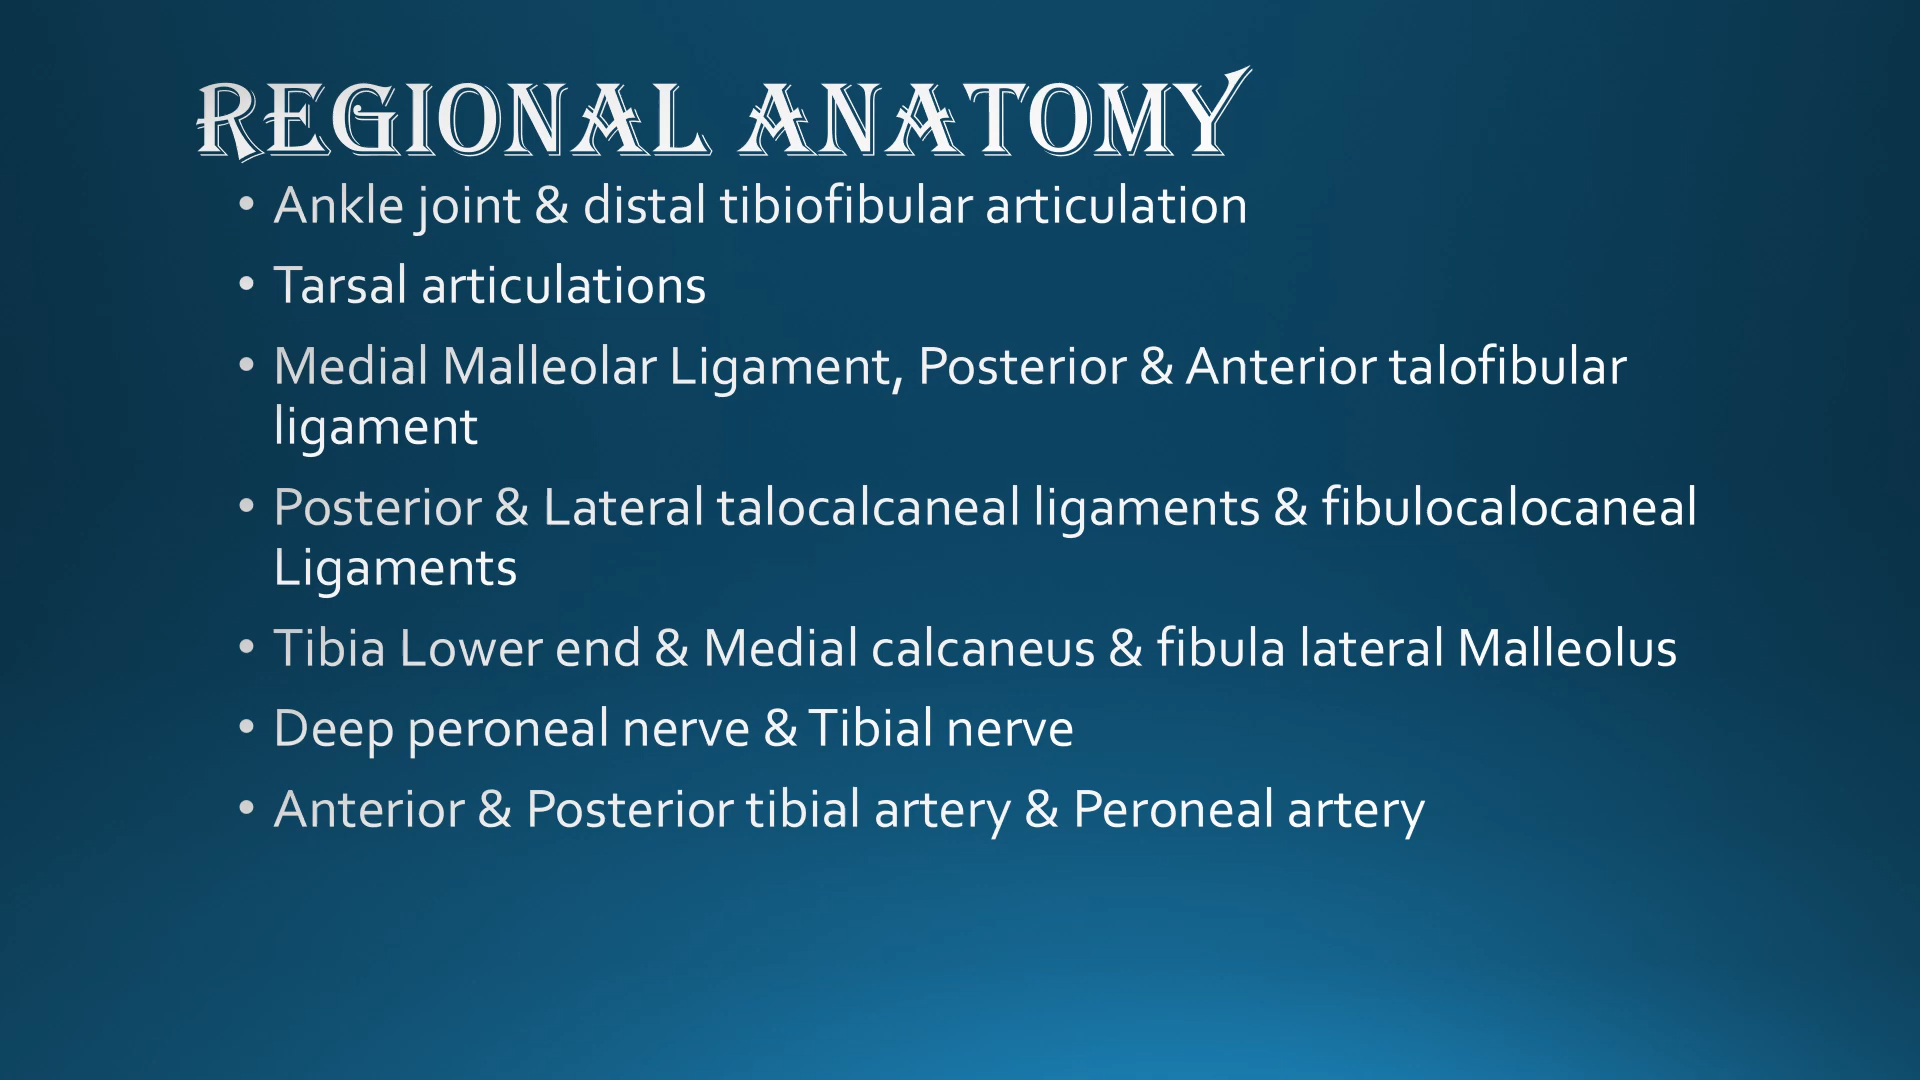 REGIONAL ANATOMY
• Ankle joint & distal tibiofibular articulation
• Tarsal articulations
• Medial Malleolar Ligament, Posterior & Anterior talofibular
ligament
• Posterior & Lateral talocalcaneal ligaments & fibulocalocaneal
Ligaments
• Tibia Lower end & Medial calcaneus & fibula lateral Malleolus
• Deep peroneal nerve & Tibial nerve
• Anterior & Posterior tibial artery & Peroneal artery